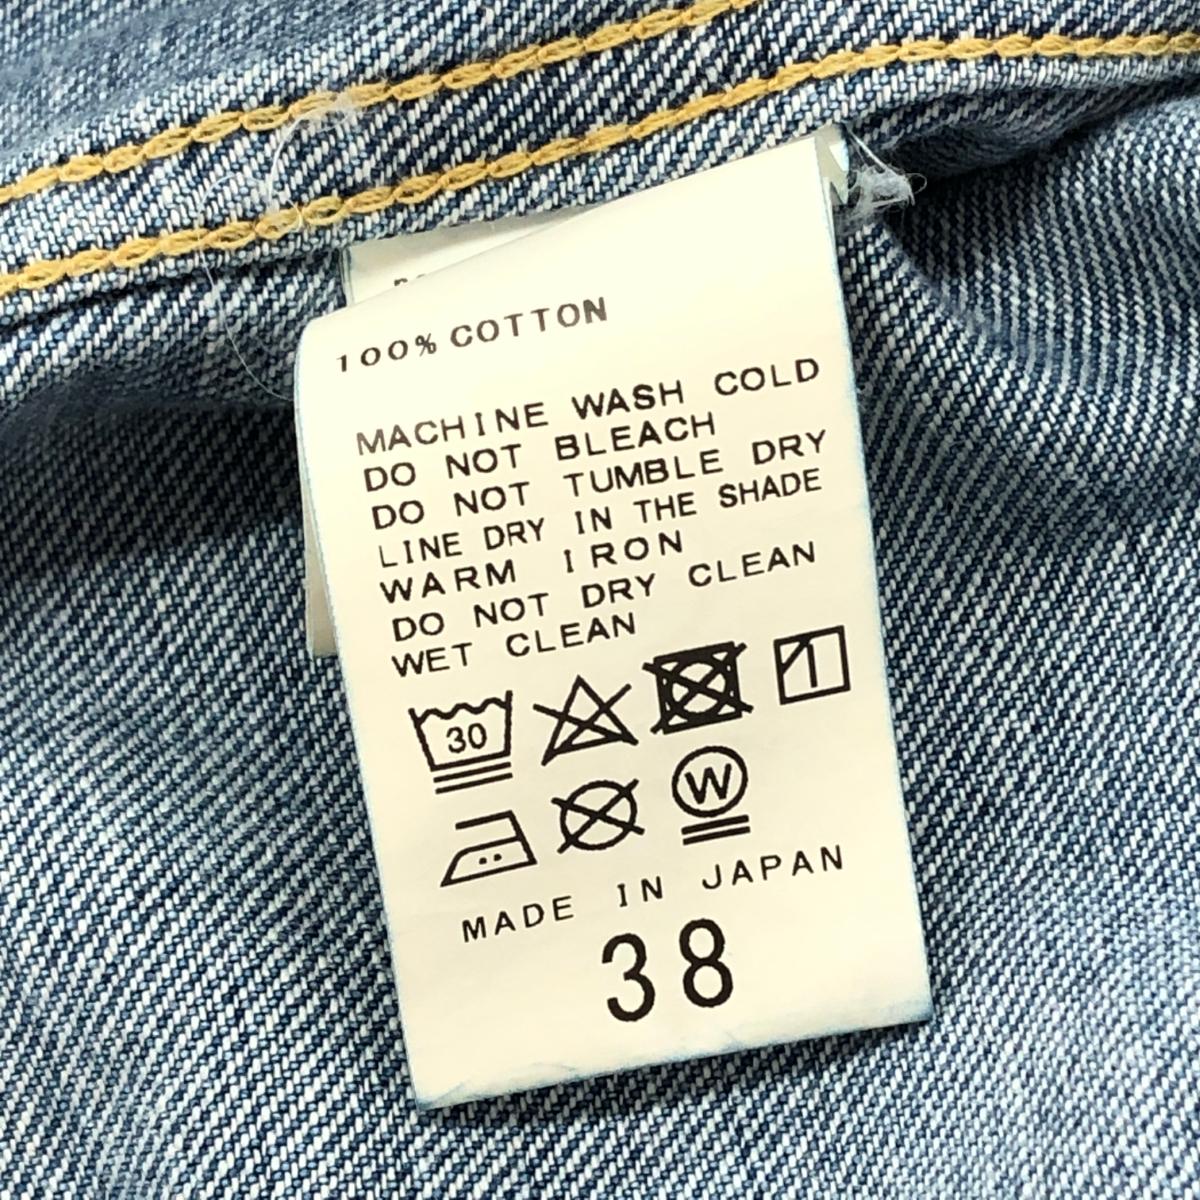 100% COTTON
MACHINE WASH COLD
DO NOT BLEACH
DO NOT TUMBLE DRY
LINE DRY IN THE SHADE
WARM IRON
DO NOT DRY CLEAN
WET CLEAN
30
W
MADE IN JAPAN
38